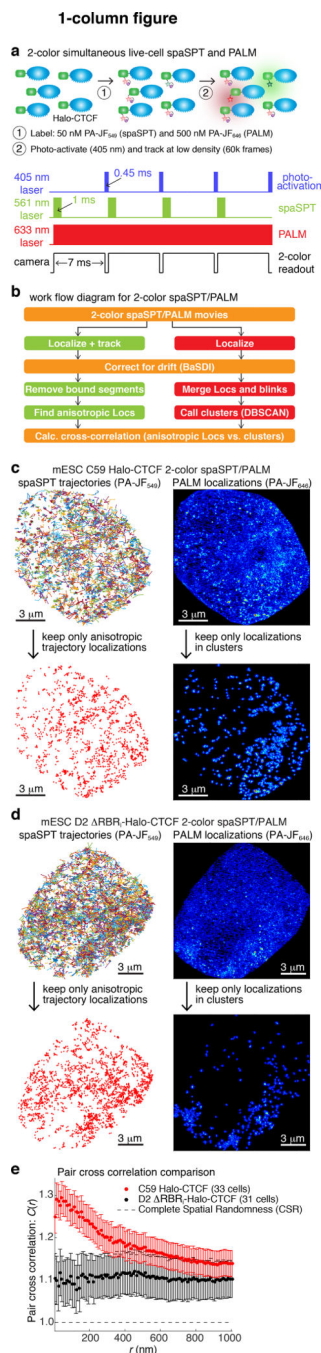 1-column figure
a 2-color simultaneous live-cell spaSPT and PALM
Halo-CTCF
1 2
1 Label: 50 nM PA-JF549 (spaSPT) and 500 nM PA-JF646 (PALM)
2 Photo-activate (405 nm) and track at low density (60k frames)
405 nm laser 0.45 ms photo-activation
561 nm laser 1 ms spaSPT
633 nm laser PALM
camera 7 ms 2-color readout
b work flow diagram for 2-color spaSPT/PALM
2-color spaSPT/PALM movies
Localize + track Localize
Correct for drift (BaSDI)
Remove bound segments Merge Locs and blinks
Find anisotropic Locs Call clusters (DBSCAN)
Calc. cross-correlation (anisotropic Locs vs. clusters)
c mESC C59 Halo-CTCF 2-color spaSPT/PALM
spaSPT trajectories (PA-JF549) PALM localizations (PA-JF646)
3 μm 3 μm
keep only anisotropic trajectory localizations keep only localizations in clusters
3 μm 3 μm
d mESC D2 ΔRBRi-Halo-CTCF 2-color spaSPT/PALM
spaSPT trajectories (PA-JF549) PALM localizations (PA-JF646)
3 μm 3 μm
keep only anisotropic trajectory localizations keep only localizations in clusters
3 μm 3 μm
e Pair cross correlation comparison
C59 Halo-CTCF (33 cells)
D2 ΔRBRi-Halo-CTCF (31 cells)
Complete Spatial Randomness (CSR)
Pair cross correlation: C(r)
1.3
1.2
1.1
1.0
200 400 600 800 1000
r (nm)